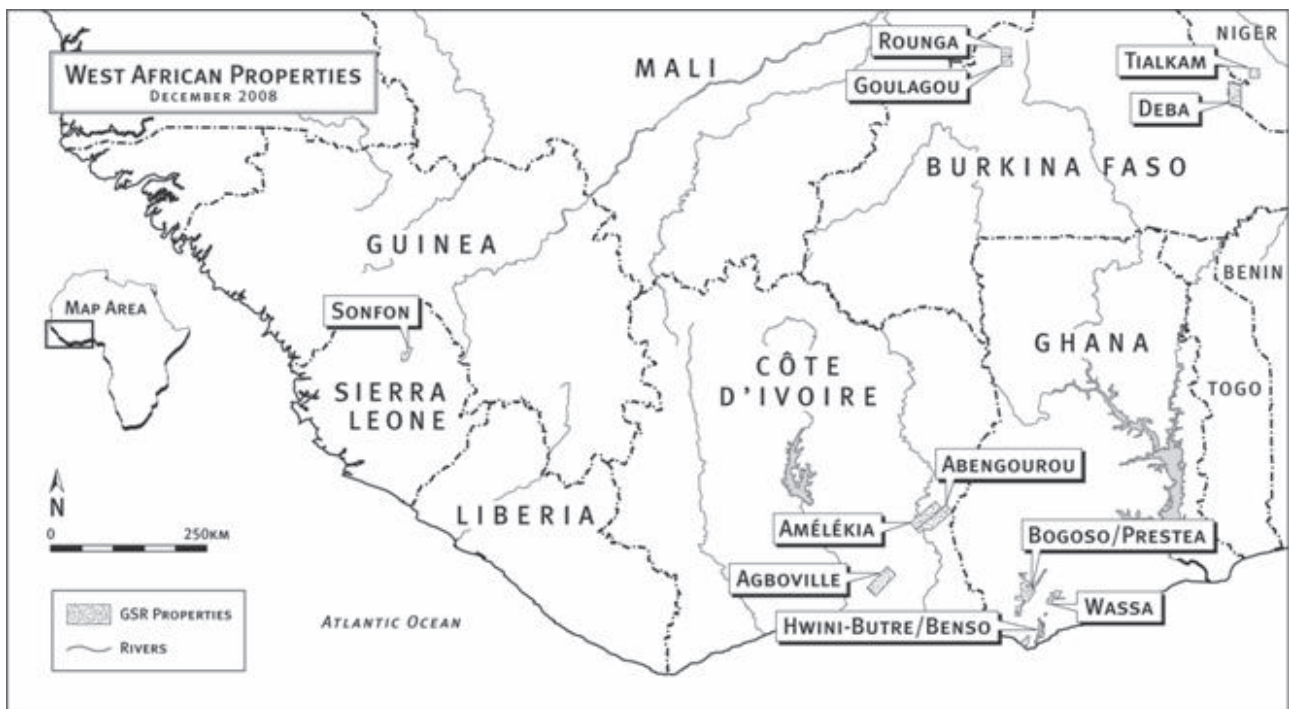 WEST AFRICAN PROPERTIES
DECEMBER 2008
MALI
ROUNGA
GOULAGOU
NIGER
TIALKAM
DEBA
BURKINA FASO
GUINEA
BENIN
MAP AREA
SONFON
SIERRA
LEONE
CÔTE
D'IVOIRE
GHANA
TOGO
ABENGOUROU
LIBERIA
AMÉLÉKIA
BOGOSO/PRESTEA
AGBOVILLE
WASSA
HWINI-BUTRE/BENSO
N
0 250KM
GSR PROPERTIES
RIVERS
ATLANTIC OCEAN